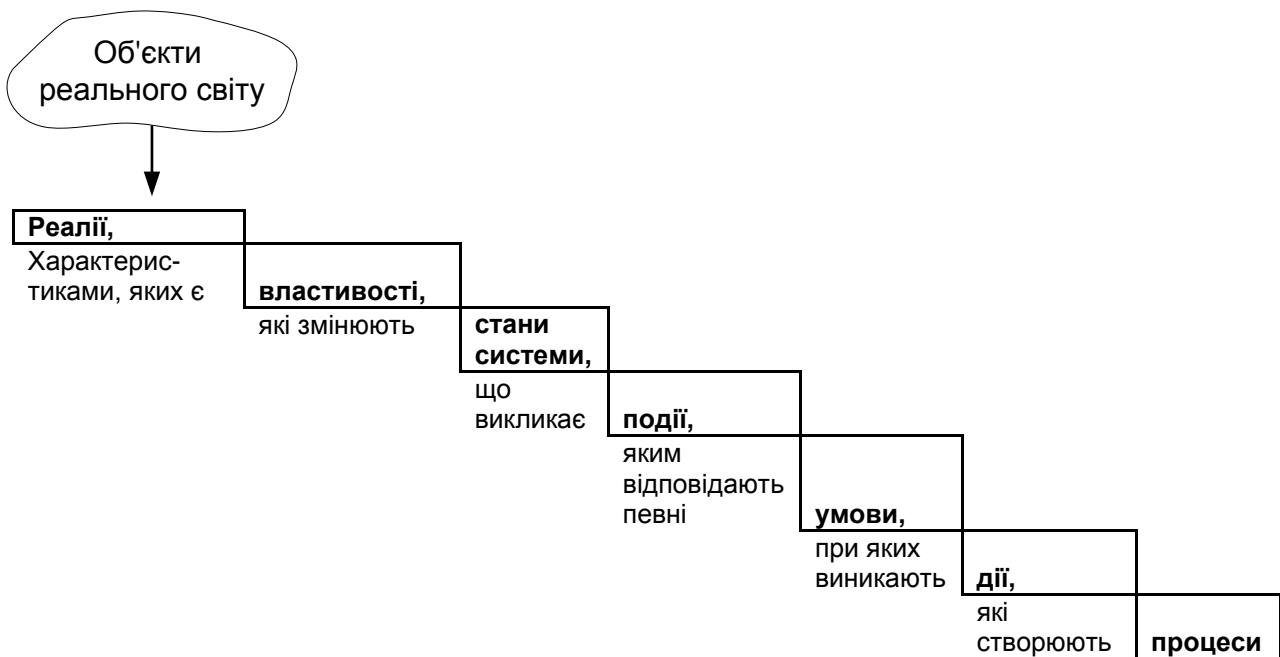 Об'єкти
реального світу
Реалії,
Характерис-
тиками, яких є
властивості,
які змінюють
стани
системи,
що
викликає
події,
яким
відповідають
певні
умови,
при яких
виникають
дії,
які
створюють
процеси